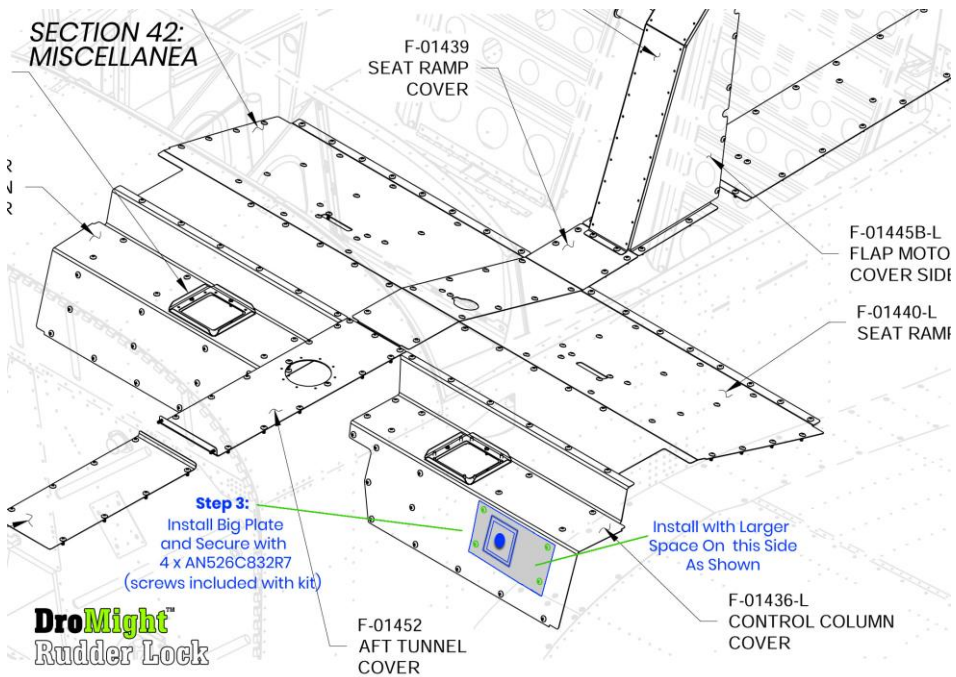 SECTION 42:
MISCELLANEA
F-01439
SEAT RAMP
COVER
F-01445B-L
FLAP MOTO
COVER SIDE
F-01440-L
SEAT RAMP
Step 3:
Install Big Plate
and Secure with
4 x AN526C832R7
(screws included with kit)
Install with Larger
Space On this Side
As Shown
F-01436-L
CONTROL COLUMN
COVER
F-01452
AFT TUNNEL
COVER
DroMight™
Rudder Lock